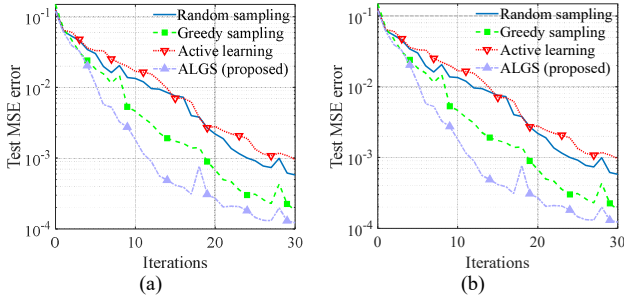 10^-1
10^-2
10^-3
10^-4
Test MSE error
Random sampling
Greedy sampling
Active learning
ALGS (proposed)
0 10 20 30
Iterations
(a)
10^-1
10^-2
10^-3
10^-4
Test MSE error
Random sampling
Greedy sampling
Active learning
ALGS (proposed)
0 10 20 30
Iterations
(b)